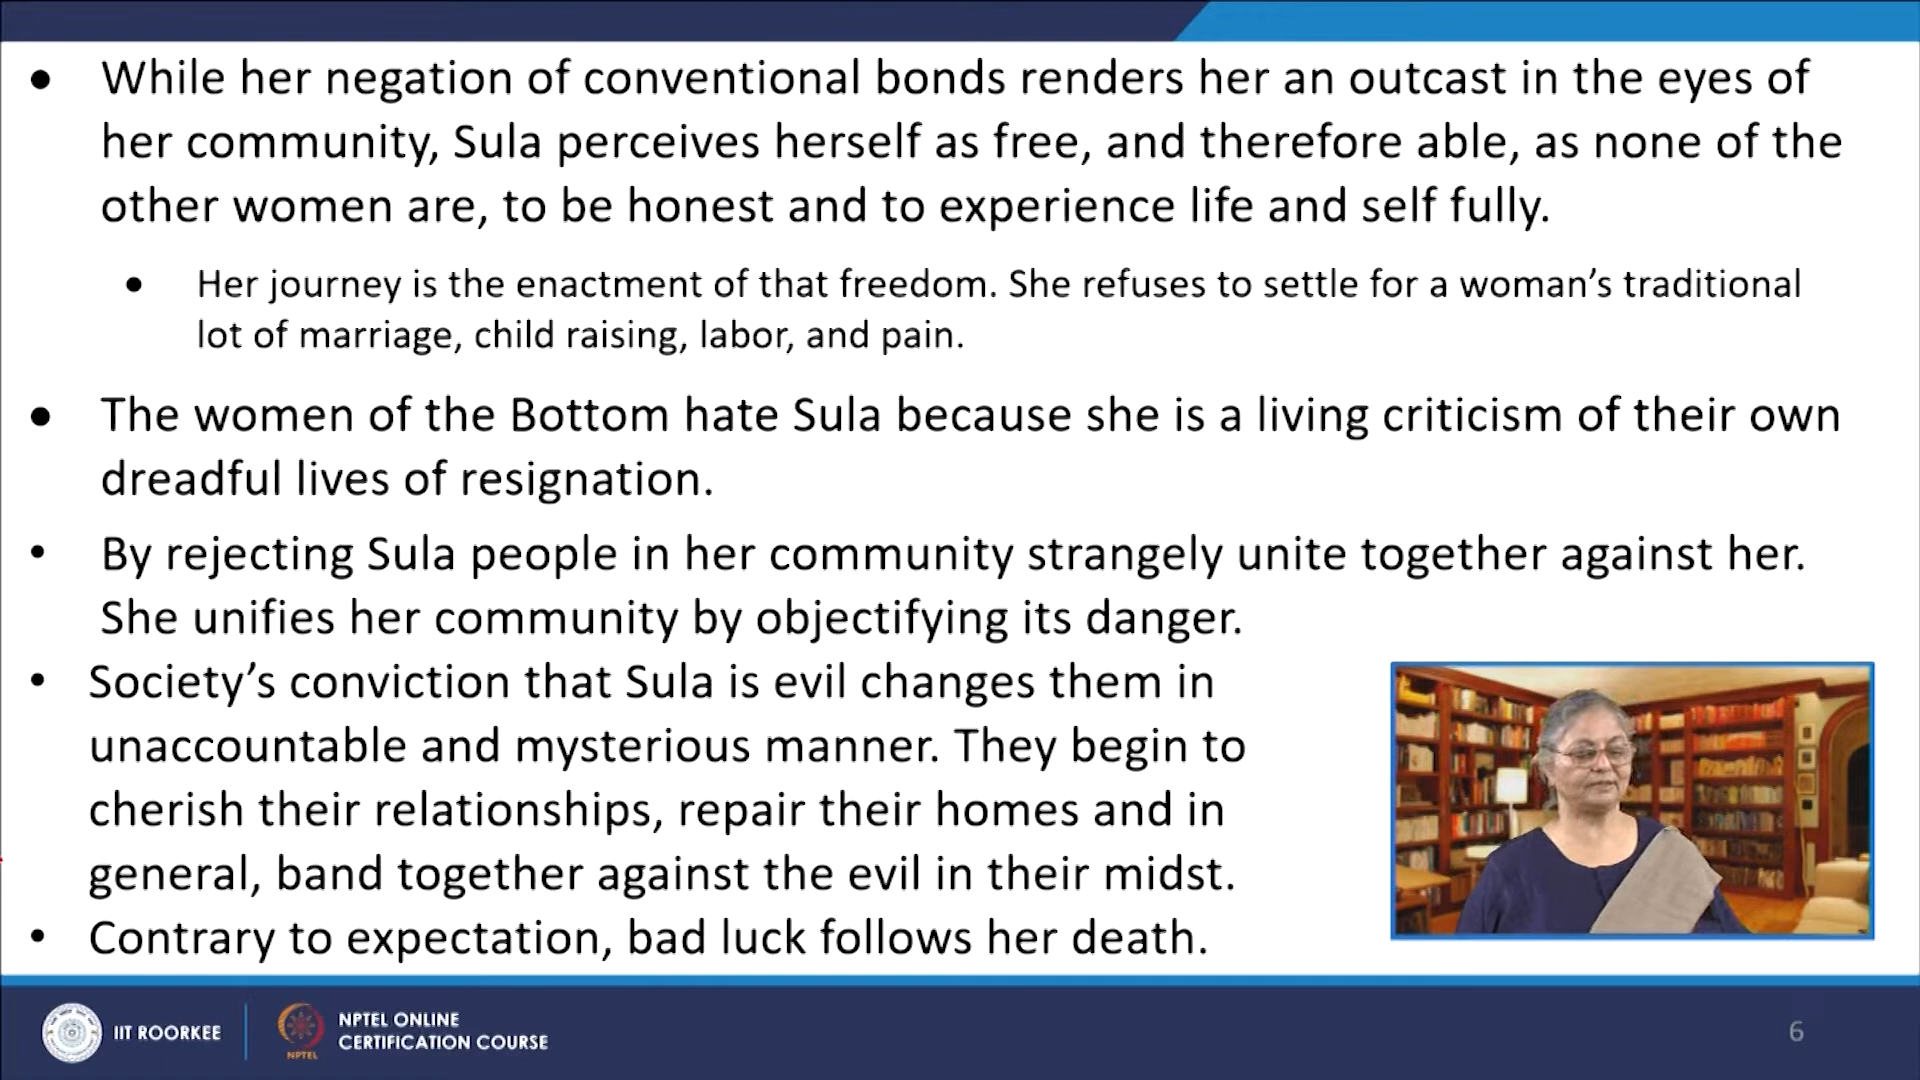 While her negation of conventional bonds renders her an outcast in the eyes of
her community, Sula perceives herself as free, and therefore able, as none of the
other women are, to be honest and to experience life and self fully.
Her journey is the enactment of that freedom. She refuses to settle for a woman’s traditional
lot of marriage, child raising, labor, and pain.
The women of the Bottom hate Sula because she is a living criticism of their own
dreadful lives of resignation.
By rejecting Sula people in her community strangely unite together against her.
She unifies her community by objectifying its danger.
Society’s conviction that Sula is evil changes them in
unaccountable and mysterious manner. They begin to
cherish their relationships, repair their homes and in
general, band together against the evil in their midst.
Contrary to expectation, bad luck follows her death.
IIT ROORKEE
NPTEL
NPTEL ONLINE
CERTIFICATION COURSE
6